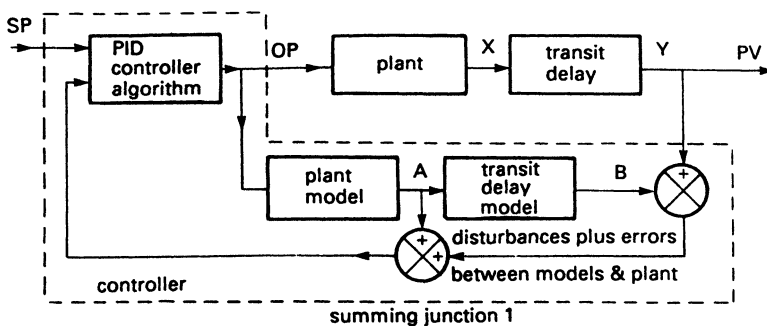 SP
PID
controller
algorithm
OP
plant
X
transit
delay
Y
PV
plant
model
A
transit
delay
model
B
+
+
+
disturbances plus errors
between models & plant
controller
summing junction 1